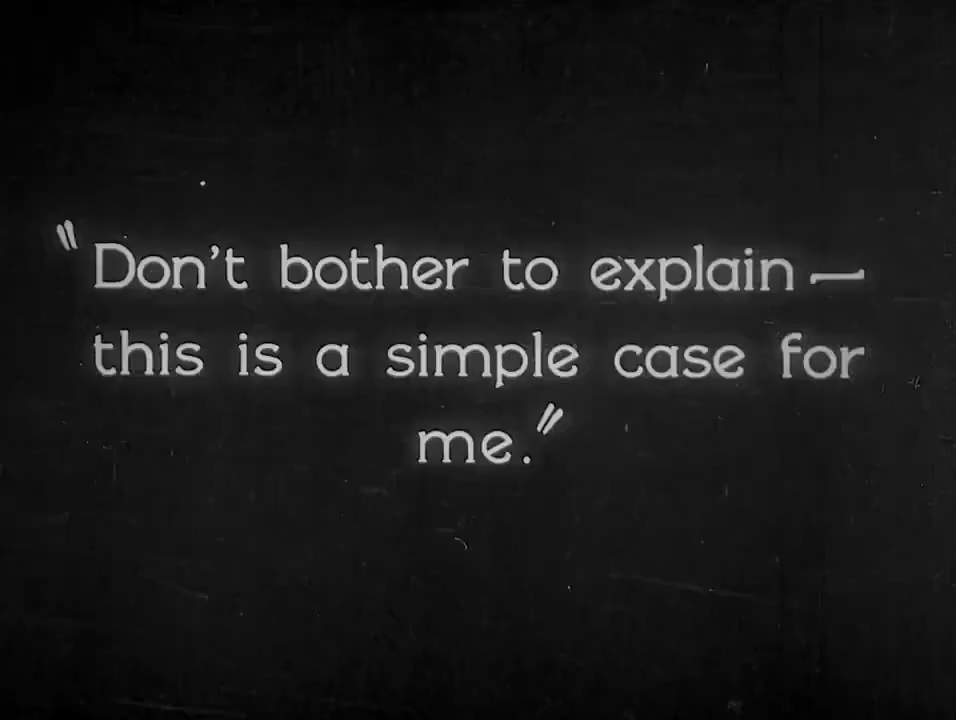 "Don't bother to explain—
this is a simple case for
me."